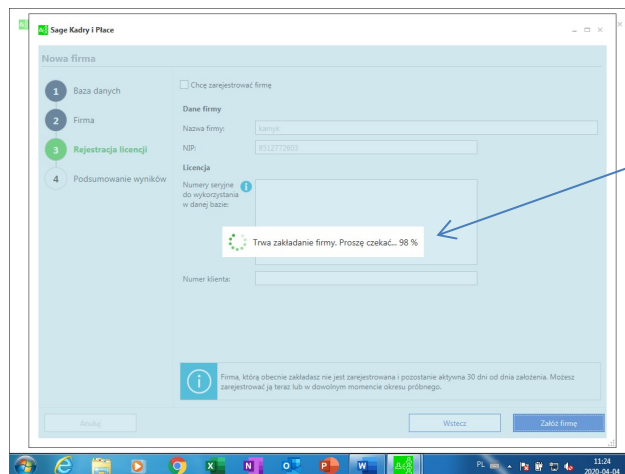 Sage Kadry i Płace
Nowa firma
1 Baza danych
2 Firma
3 Rejestracja licencji
4 Podsumowanie wyników
Chcę zarejestrować firmę
Dane firmy
Nazwa firmy:
NIP:
Licencja
Numery seryjne
do wykorzystania
w danej bazie:
Trwa zakładanie firmy. Proszę czekać... 98 %
Numer klienta:
Firma, którą obecnie zakładasz nie jest zarejestrowana i pozostanie aktywna 30 dni od dnia założenia. Możesz
zarejestrować ją teraz lub w dowolnym momencie okresu próbnego.
Anuluj
Wstecz
Załóż firmę
PL
11:24
2020-04-04